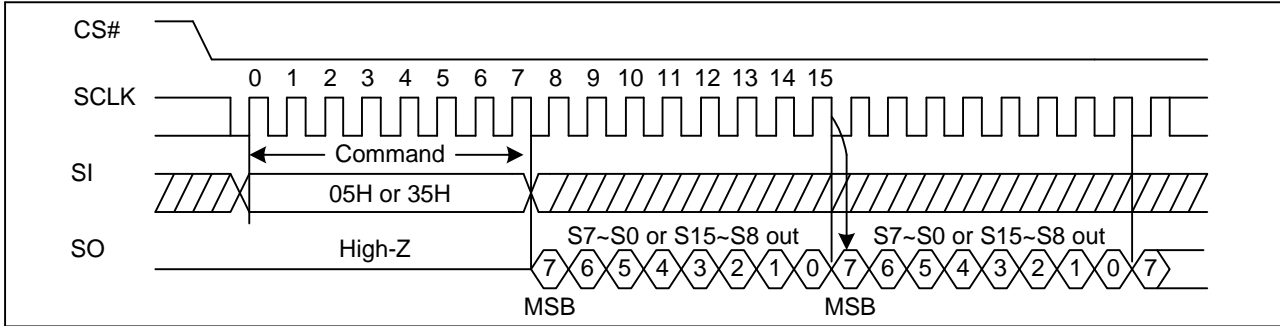 CS#
0 1 2 3 4 5 6 7 8 9 10 11 12 13 14 15
SCLK
Command
SI
05H or 35H
S7~S0 or S15~S8 out S7~S0 or S15~S8 out
SO
High-Z
7 6 5 4 3 2 1 0 7 6 5 4 3 2 1 0 7
MSB MSB